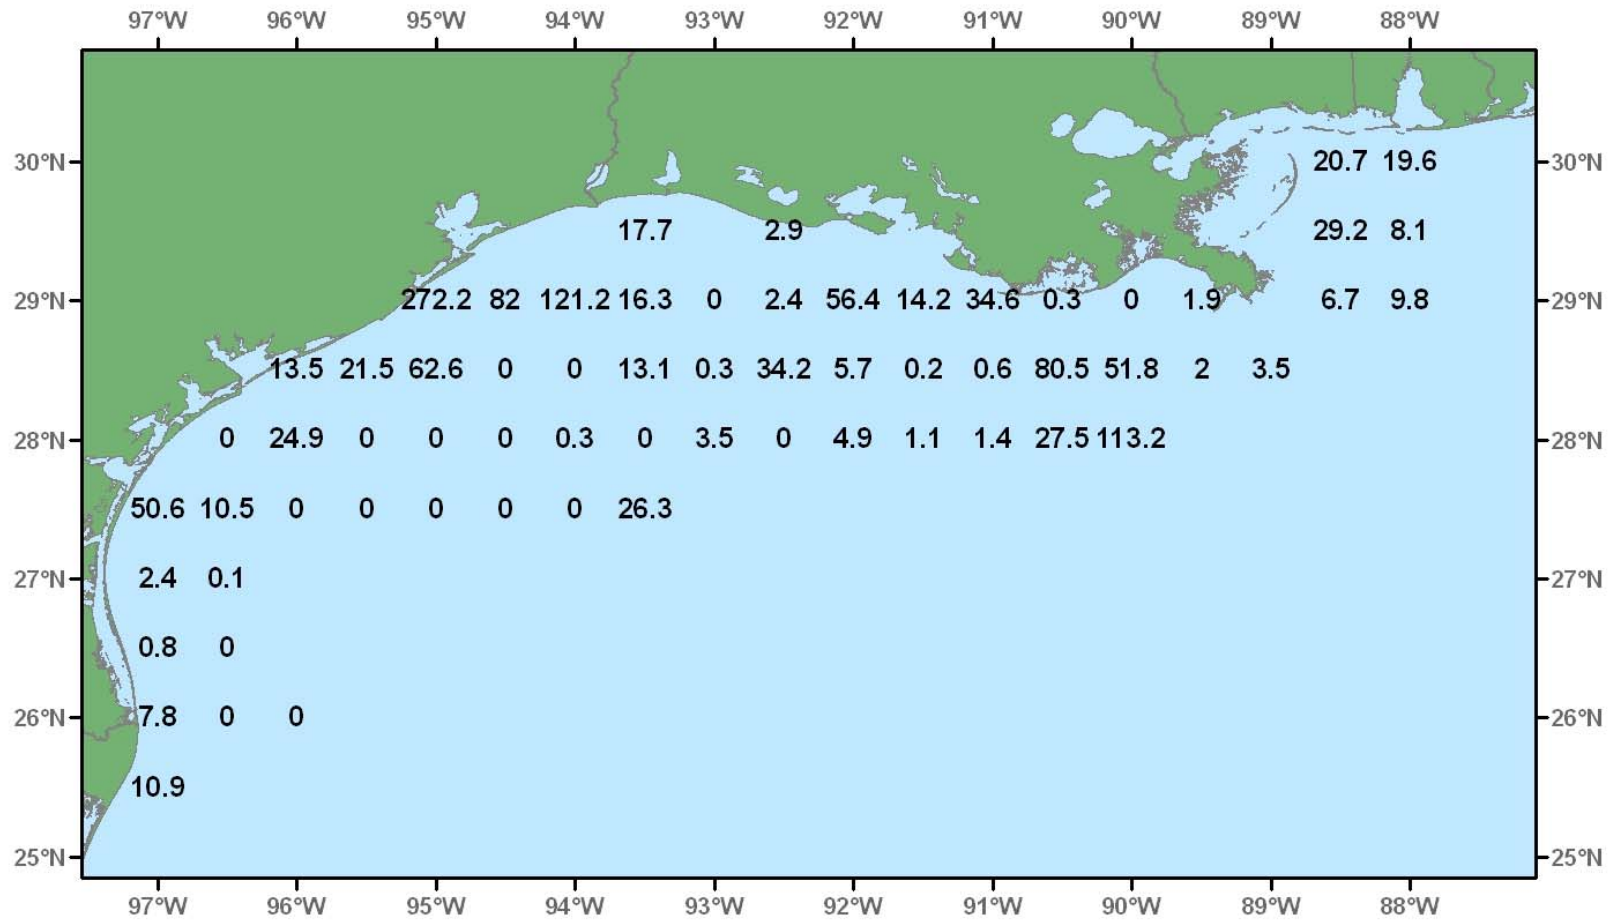 97°W 96°W 95°W 94°W 93°W 92°W 91°W 90°W 89°W 88°W
30°N 20.7 19.6 30°N
17.7 2.9 29.2 8.1
29°N 272.2 82 121.2 16.3 0 2.4 56.4 14.2 34.6 0.3 0 1.9 6.7 9.8 29°N
13.5 21.5 62.6 0 0 13.1 0.3 34.2 5.7 0.2 0.6 80.5 51.8 2 3.5
28°N 0 24.9 0 0 0 0.3 0 3.5 0 4.9 1.1 1.4 27.5 113.2 28°N
50.6 10.5 0 0 0 0 0 26.3
27°N 2.4 0.1 27°N
0.8 0
26°N 7.8 0 0 26°N
10.9
25°N 25°N
97°W 96°W 95°W 94°W 93°W 92°W 91°W 90°W 89°W 88°W